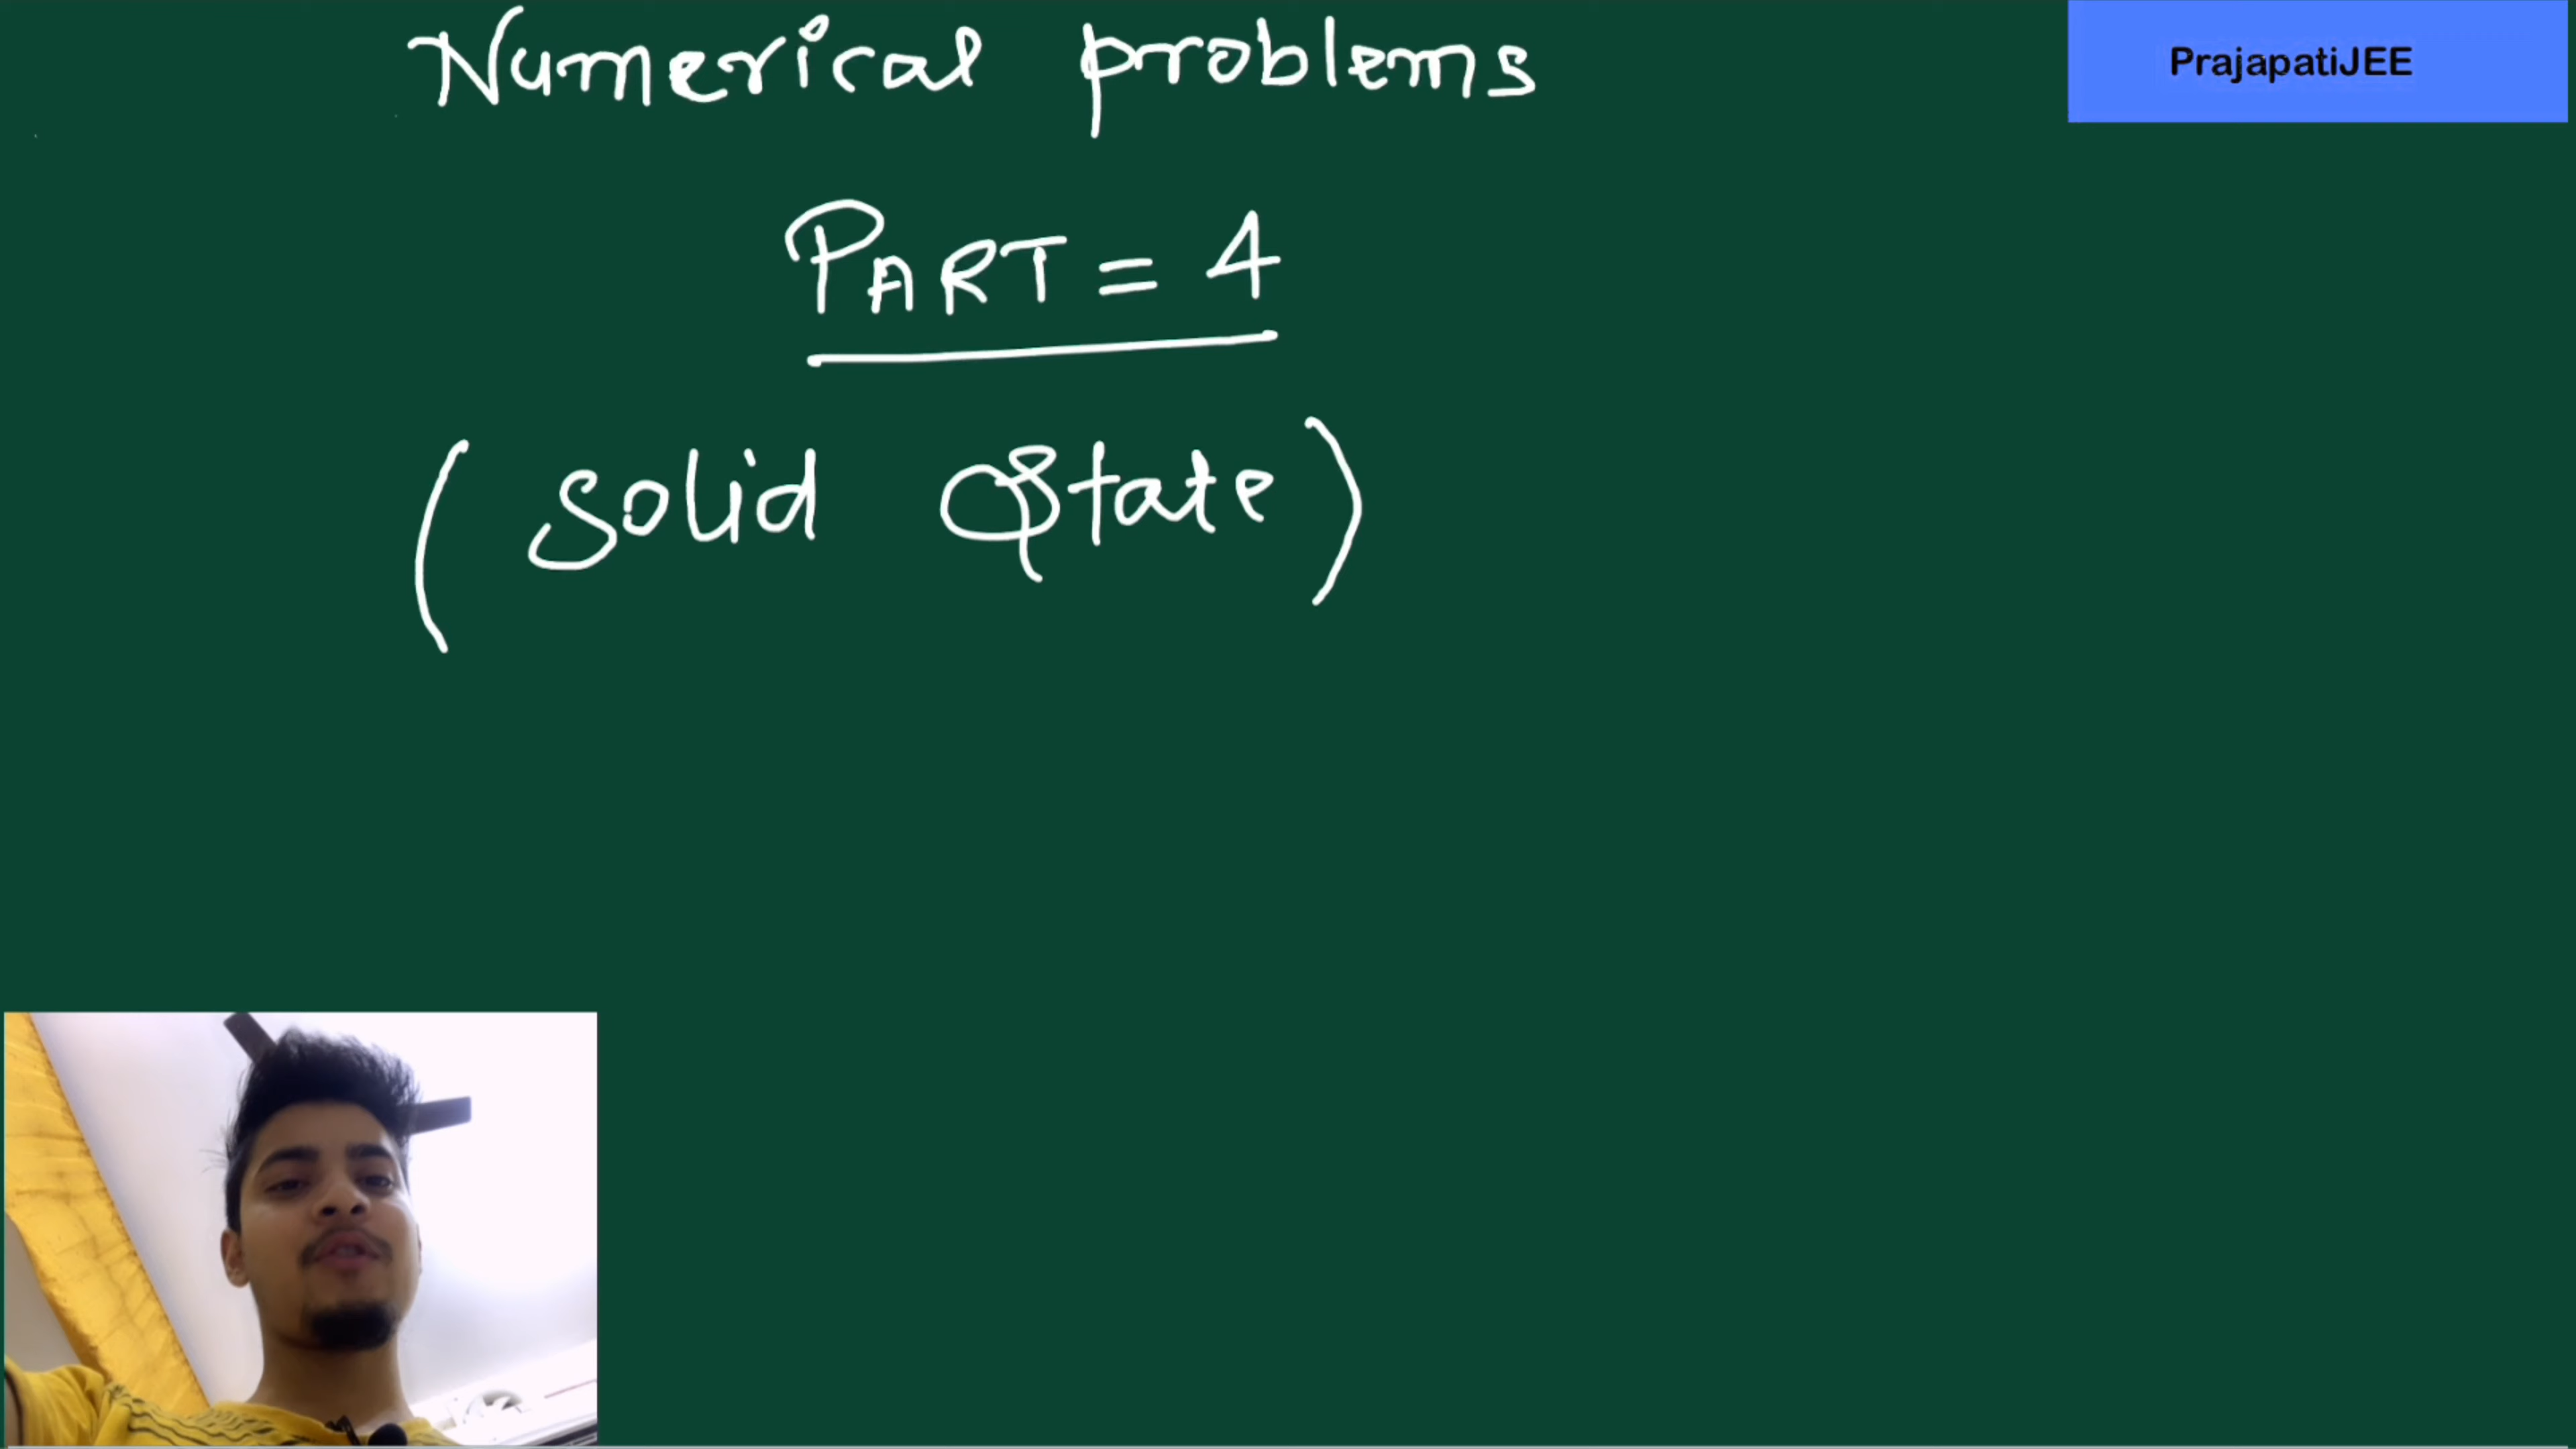 Numerical problems
PrajapatiJEE
PART = 4
(Solid State)